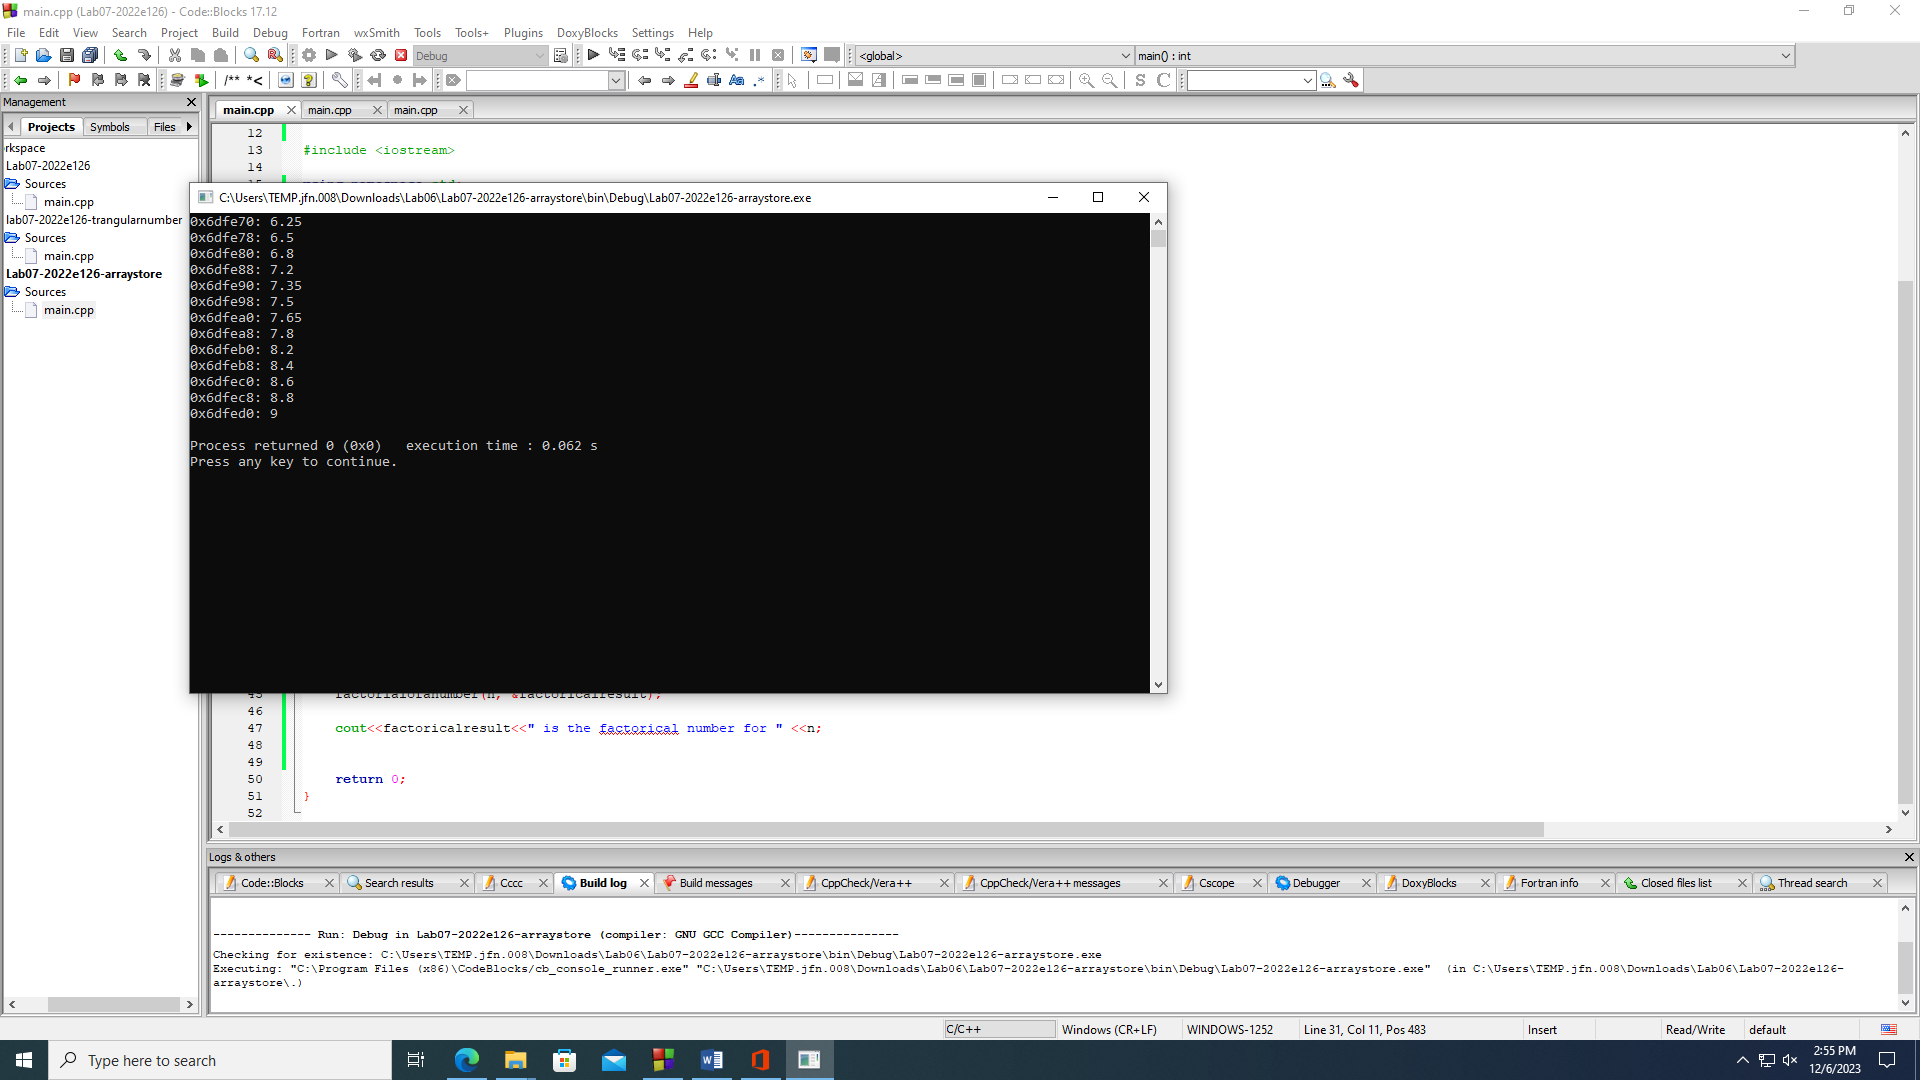 main.cpp (Lab07-2022e126) - Code::Blocks 17.12
File Edit View Search Project Build Debug Fortran wxSmith Tools Tools+ Plugins DoxyBlocks Settings Help
Debug
<global>
main() : int
/** *<
Aa .*
S C
Management
Projects Symbols Files
rkspace
Lab07-2022e126
Sources
main.cpp
lab07-2022e126-trangularnumber
Sources
main.cpp
Lab07-2022e126-arraystore
Sources
main.cpp
main.cpp main.cpp main.cpp
12
13 #include <iostream>
14
C:\Users\TEMP.jfn.008\Downloads\Lab06\Lab07-2022e126-arraystore\bin\Debug\Lab07-2022e126-arraystore.exe
0x6dfe70: 6.25
0x6dfe78: 6.5
0x6dfe80: 6.8
0x6dfe88: 7.2
0x6dfe90: 7.35
0x6dfe98: 7.5
0x6dfea0: 7.65
0x6dfea8: 7.8
0x6dfeb0: 8.2
0x6dfeb8: 8.4
0x6dfec0: 8.6
0x6dfec8: 8.8
0x6dfed0: 9
Process returned 0 (0x0)   execution time : 0.062 s
Press any key to continue.
46
47 cout<<factoricalresult<<" is the factorical number for " <<n;
48
49
50 return 0;
51 }
52
Logs & others
Code::Blocks Search results Cccc Build log Build messages CppCheck/Vera++ CppCheck/Vera++ messages Cscope Debugger DoxyBlocks Fortran info Closed files list Thread search
-------------- Run: Debug in Lab07-2022e126-arraystore (compiler: GNU GCC Compiler)---------------
Checking for existence: C:\Users\TEMP.jfn.008\Downloads\Lab06\Lab07-2022e126-arraystore\bin\Debug\Lab07-2022e126-arraystore.exe
Executing: "C:\Program Files (x86)\CodeBlocks/cb_console_runner.exe" "C:\Users\TEMP.jfn.008\Downloads\Lab06\Lab07-2022e126-arraystore\bin\Debug\Lab07-2022e126-arraystore.exe"  (in C:\Users\TEMP.jfn.008\Downloads\Lab06\Lab07-2022e126-
arraystore\.)
C/C++ Windows (CR+LF) WINDOWS-1252 Line 31, Col 11, Pos 483 Insert Read/Write default
Type here to search
2:55 PM
12/6/2023